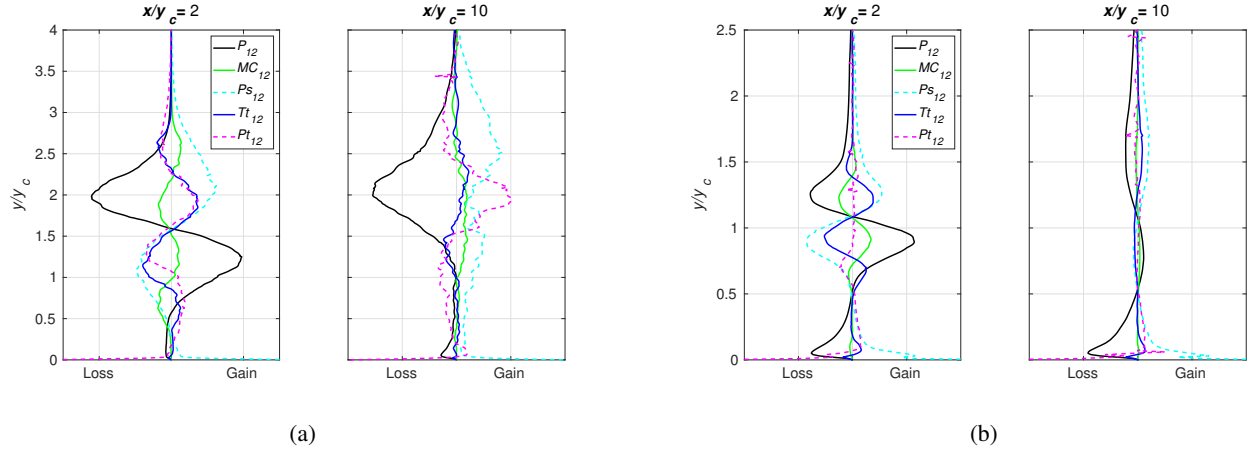 x/y_c = 2
x/y_c = 10
4
3.5
3
2.5
2
1.5
1
0.5
0
y/y_c
P_12
MC_12
Ps_12
Tt_12
Pt_12
Loss Gain
Loss Gain
(a)
x/y_c = 2
x/y_c = 10
2.5
2
1.5
1
0.5
0
y/y_c
P_12
MC_12
Ps_12
Tt_12
Pt_12
Loss Gain
Loss Gain
(b)